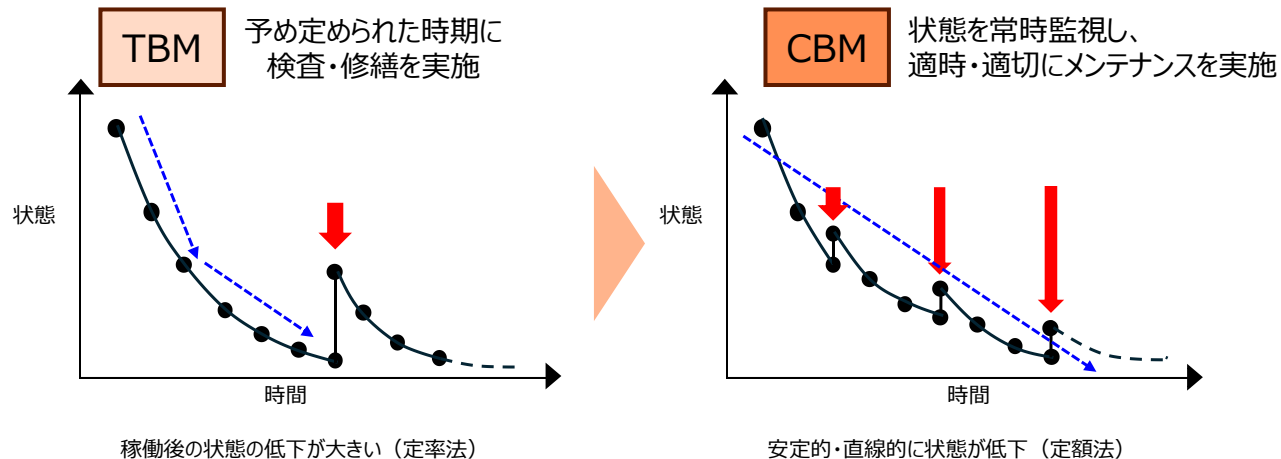 TBM
予め定められた時期に
検査・修繕を実施
状態
時間
稼働後の状態の低下が大きい（定率法）
CBM
状態を常時監視し、
適時・適切にメンテナンスを実施
状態
時間
安定的・直線的に状態が低下（定額法）